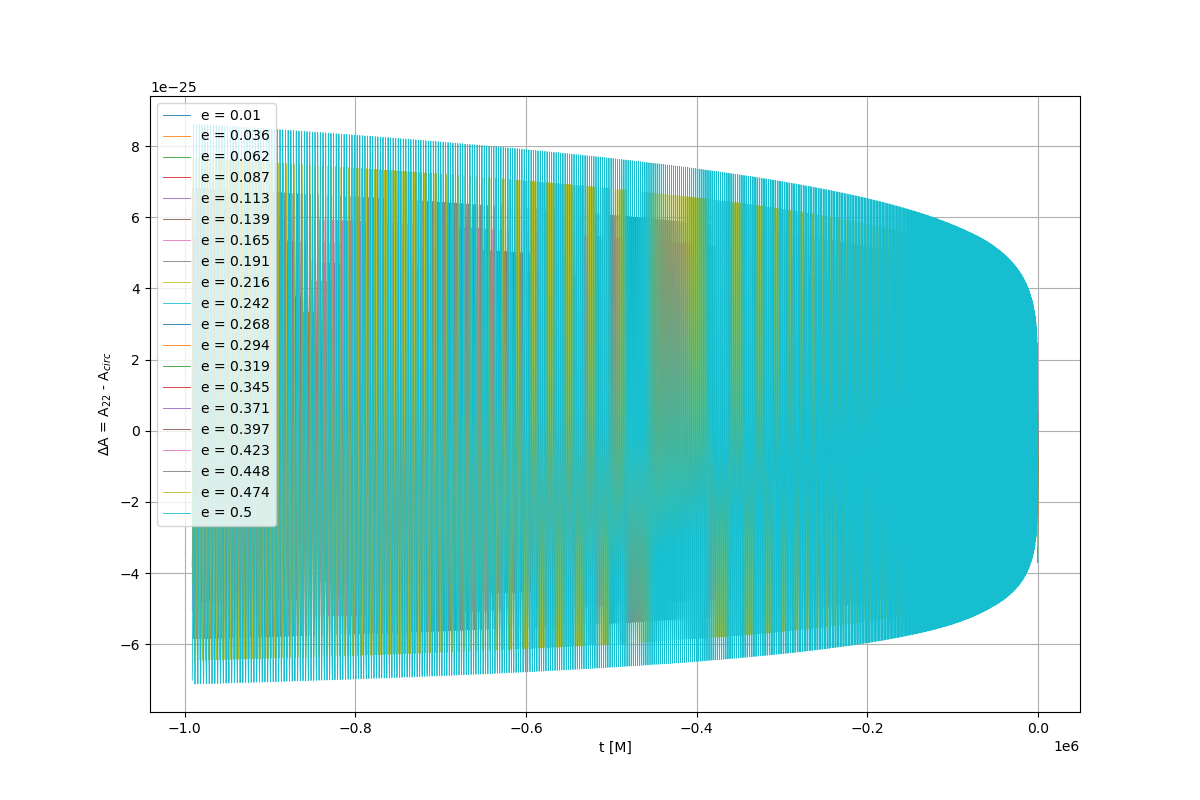 1e−25
e = 0.01
e = 0.036
e = 0.062
e = 0.087
e = 0.113
e = 0.139
e = 0.165
e = 0.191
e = 0.216
e = 0.242
e = 0.268
e = 0.294
e = 0.319
e = 0.345
e = 0.371
e = 0.397
e = 0.423
e = 0.448
e = 0.474
e = 0.5
8
6
4
2
0
−2
−4
−6
ΔA = A22 - Acirc
−1.0 −0.8 −0.6 −0.4 −0.2 0.0
1e6
t [M]